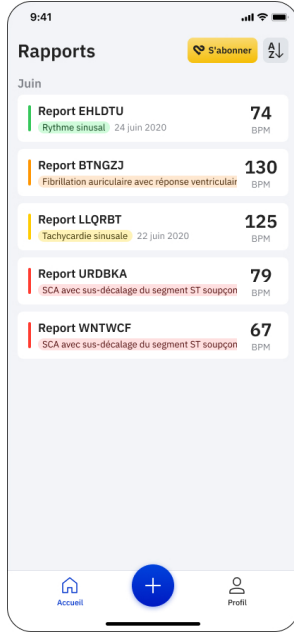 9:41
Rapports
S'abonner
A
Z
Juin
Report EHLDTU
74
Rythme sinusal 24 juin 2020
BPM
Report BTNGZJ
130
Fibrillation auriculaire avec réponse ventriculair
BPM
Report LLQRBT
125
Tachycardie sinusale 22 juin 2020
BPM
Report URDBKA
79
SCA avec sus-décalage du segment ST soupçon
BPM
Report WNTWCF
67
SCA avec sus-décalage du segment ST soupçon
BPM
Accueil
Profil